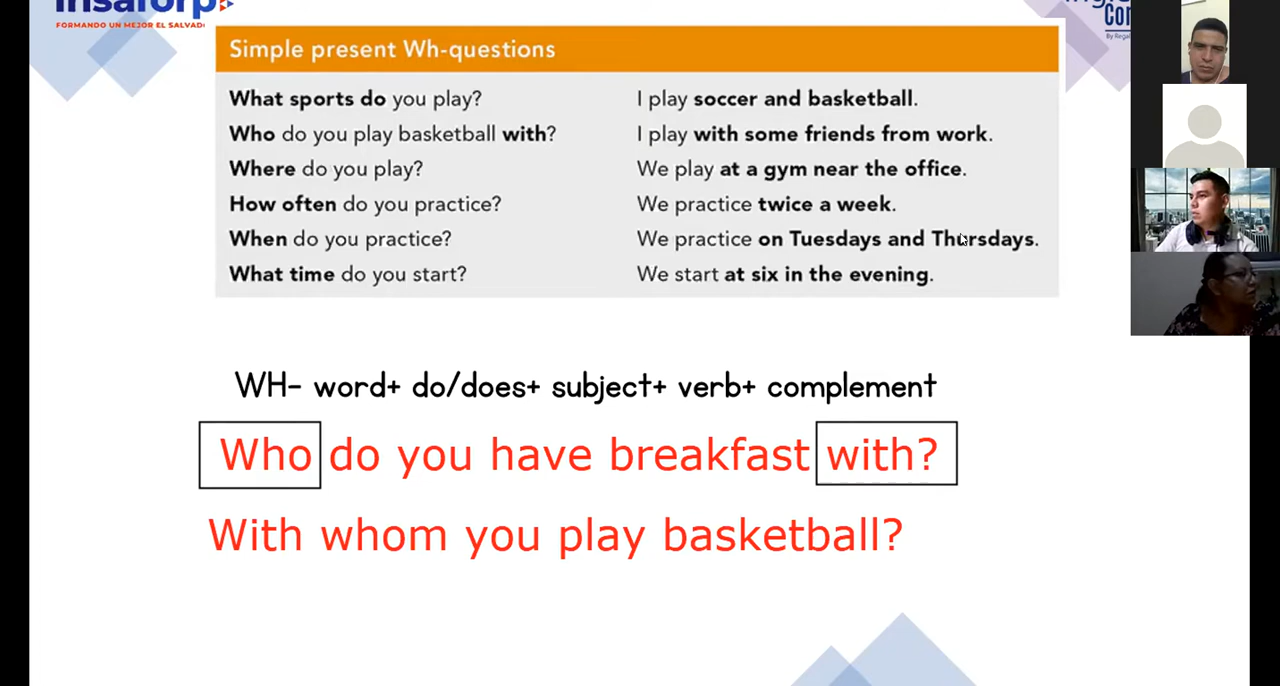 insaforp
FORMANDO UN MEJOR EL SALVADOR
Simple present Wh-questions
What sports do you play? I play soccer and basketball.
Who do you play basketball with? I play with some friends from work.
Where do you play? We play at a gym near the office.
How often do you practice? We practice twice a week.
When do you practice? We practice on Tuesdays and Thursdays.
What time do you start? We start at six in the evening.
WH- word+ do/does+ subject+ verb+ complement
Who do you have breakfast with?
With whom you play basketball?